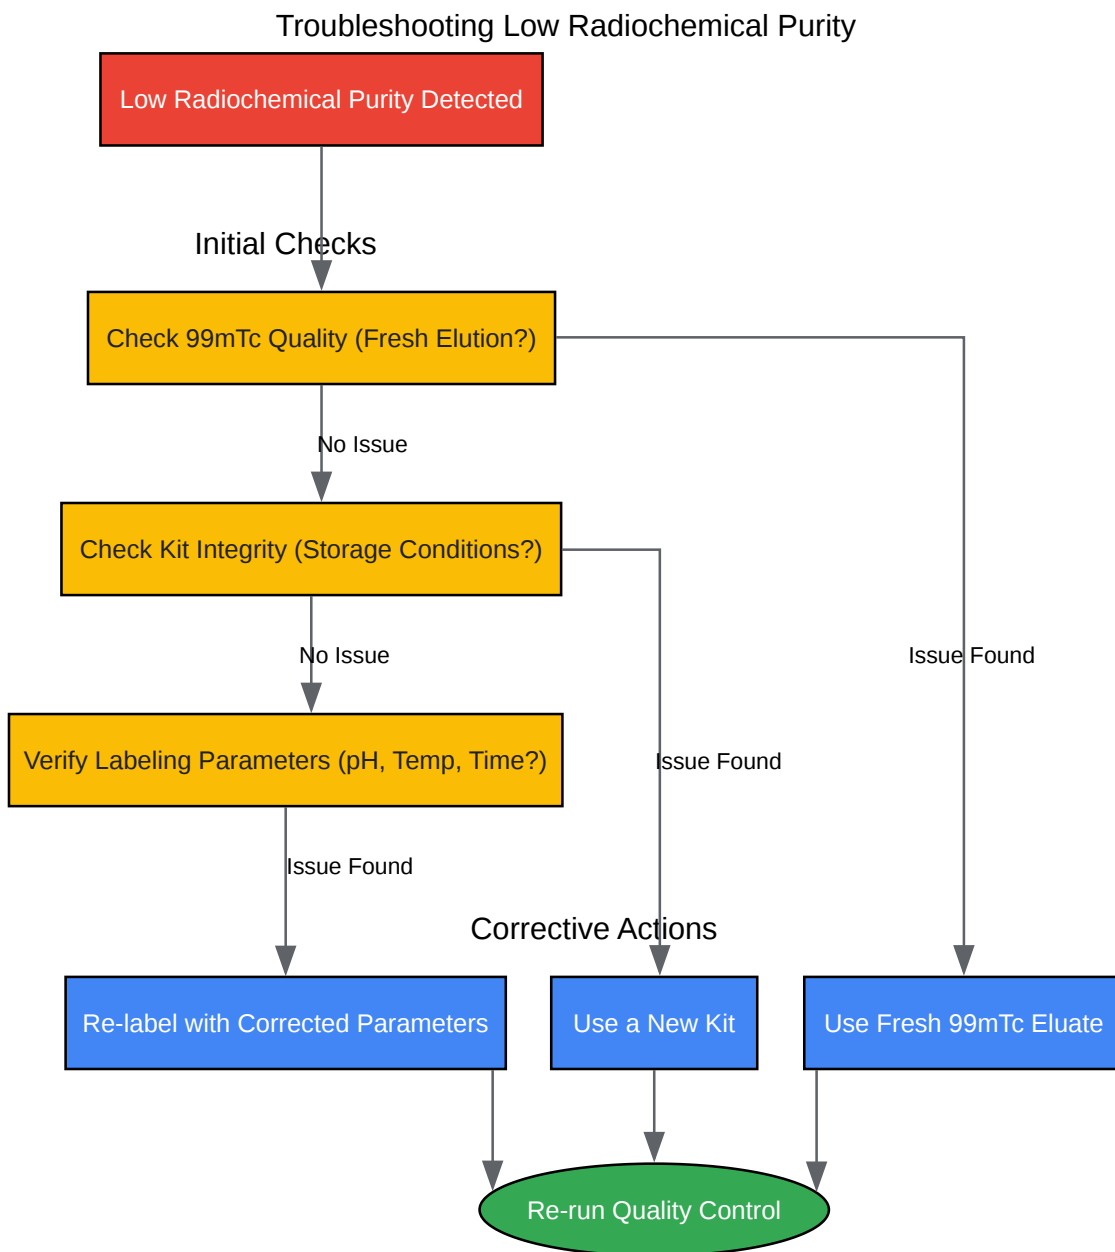 Troubleshooting Low Radiochemical Purity
Low Radiochemical Purity Detected
Initial Checks
Check 99mTc Quality (Fresh Elution?)
No Issue
Check Kit Integrity (Storage Conditions?)
No Issue
Issue Found
Verify Labeling Parameters (pH, Temp, Time?)
Issue Found
Issue Found
Corrective Actions
Re-label with Corrected Parameters
Use a New Kit
Use Fresh 99mTc Eluate
Re-run Quality Control